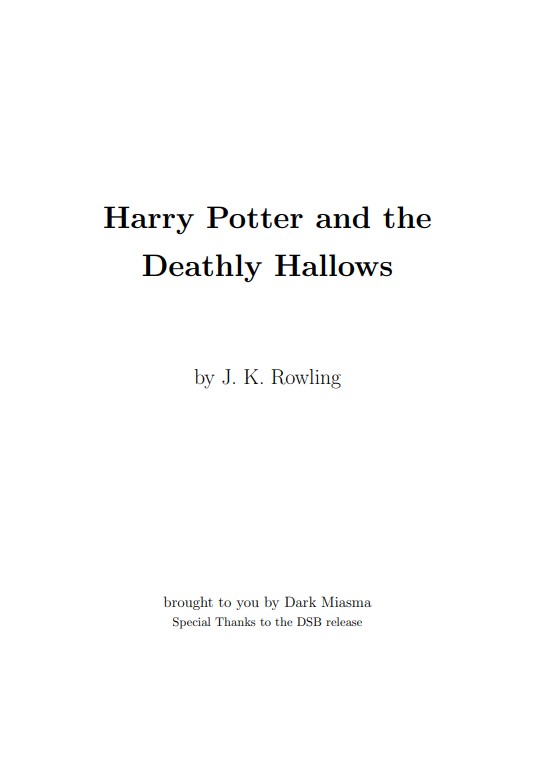 Harry Potter and the
Deathly Hallows
by J. K. Rowling
brought to you by Dark Miasma
Special Thanks to the DSB release